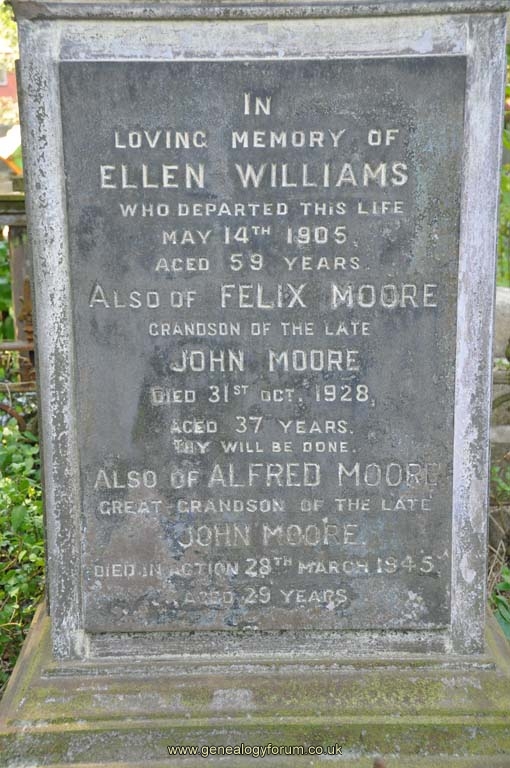 IN
LOVING MEMORY OF
ELLEN WILLIAMS
WHO DEPARTED THIS LIFE
MAY 14TH 1905,
AGED 59 YEARS.
ALSO OF FELIX MOORE
GRANDSON OF THE LATE
JOHN MOORE
DIED 31ST OCT. 1928,
AGED 37 YEARS.
THY WILL BE DONE.
ALSO OF ALFRED MOORE
GREAT GRANDSON OF THE LATE
JOHN MOORE
DIED IN ACTION 28TH MARCH 1945
AGED 29 YEARS
www.genealogyforum.co.uk